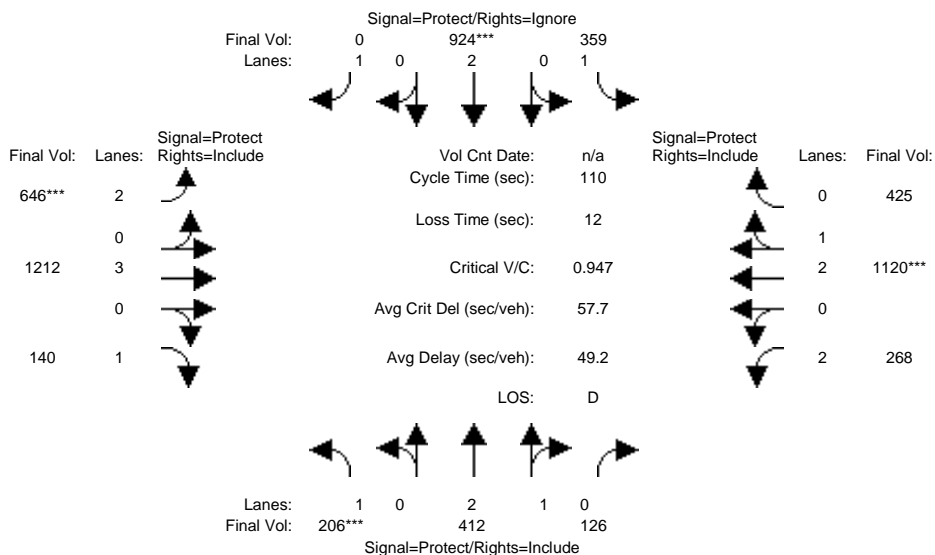 Signal=Protect/Rights=Ignore
Final Vol: 0 924*** 359
Lanes: 1 0 2 0 1
Signal=Protect
Final Vol: Lanes: Rights=Include
Vol Cnt Date: n/a
Signal=Protect
Rights=Include Lanes: Final Vol:
Cycle Time (sec): 110
646*** 2
0 425
Loss Time (sec): 12
0
1
1212 3
Critical V/C: 0.947
2 1120***
0
Avg Crit Del (sec/veh): 57.7
0
140 1
Avg Delay (sec/veh): 49.2
2 268
LOS: D
Lanes: 1 0 2 1 0
Final Vol: 206*** 412 126
Signal=Protect/Rights=Include